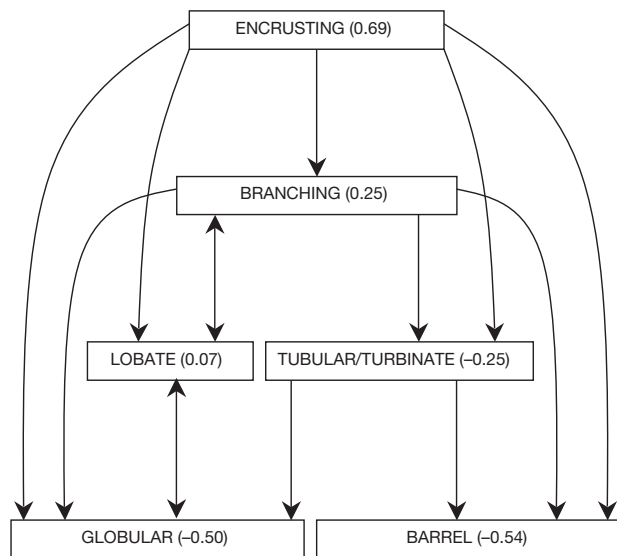 ENCRUSTING (0.69)
BRANCHING (0.25)
LOBATE (0.07)
TUBULAR/TURBINATE (–0.25)
GLOBULAR (–0.50)
BARREL (–0.54)